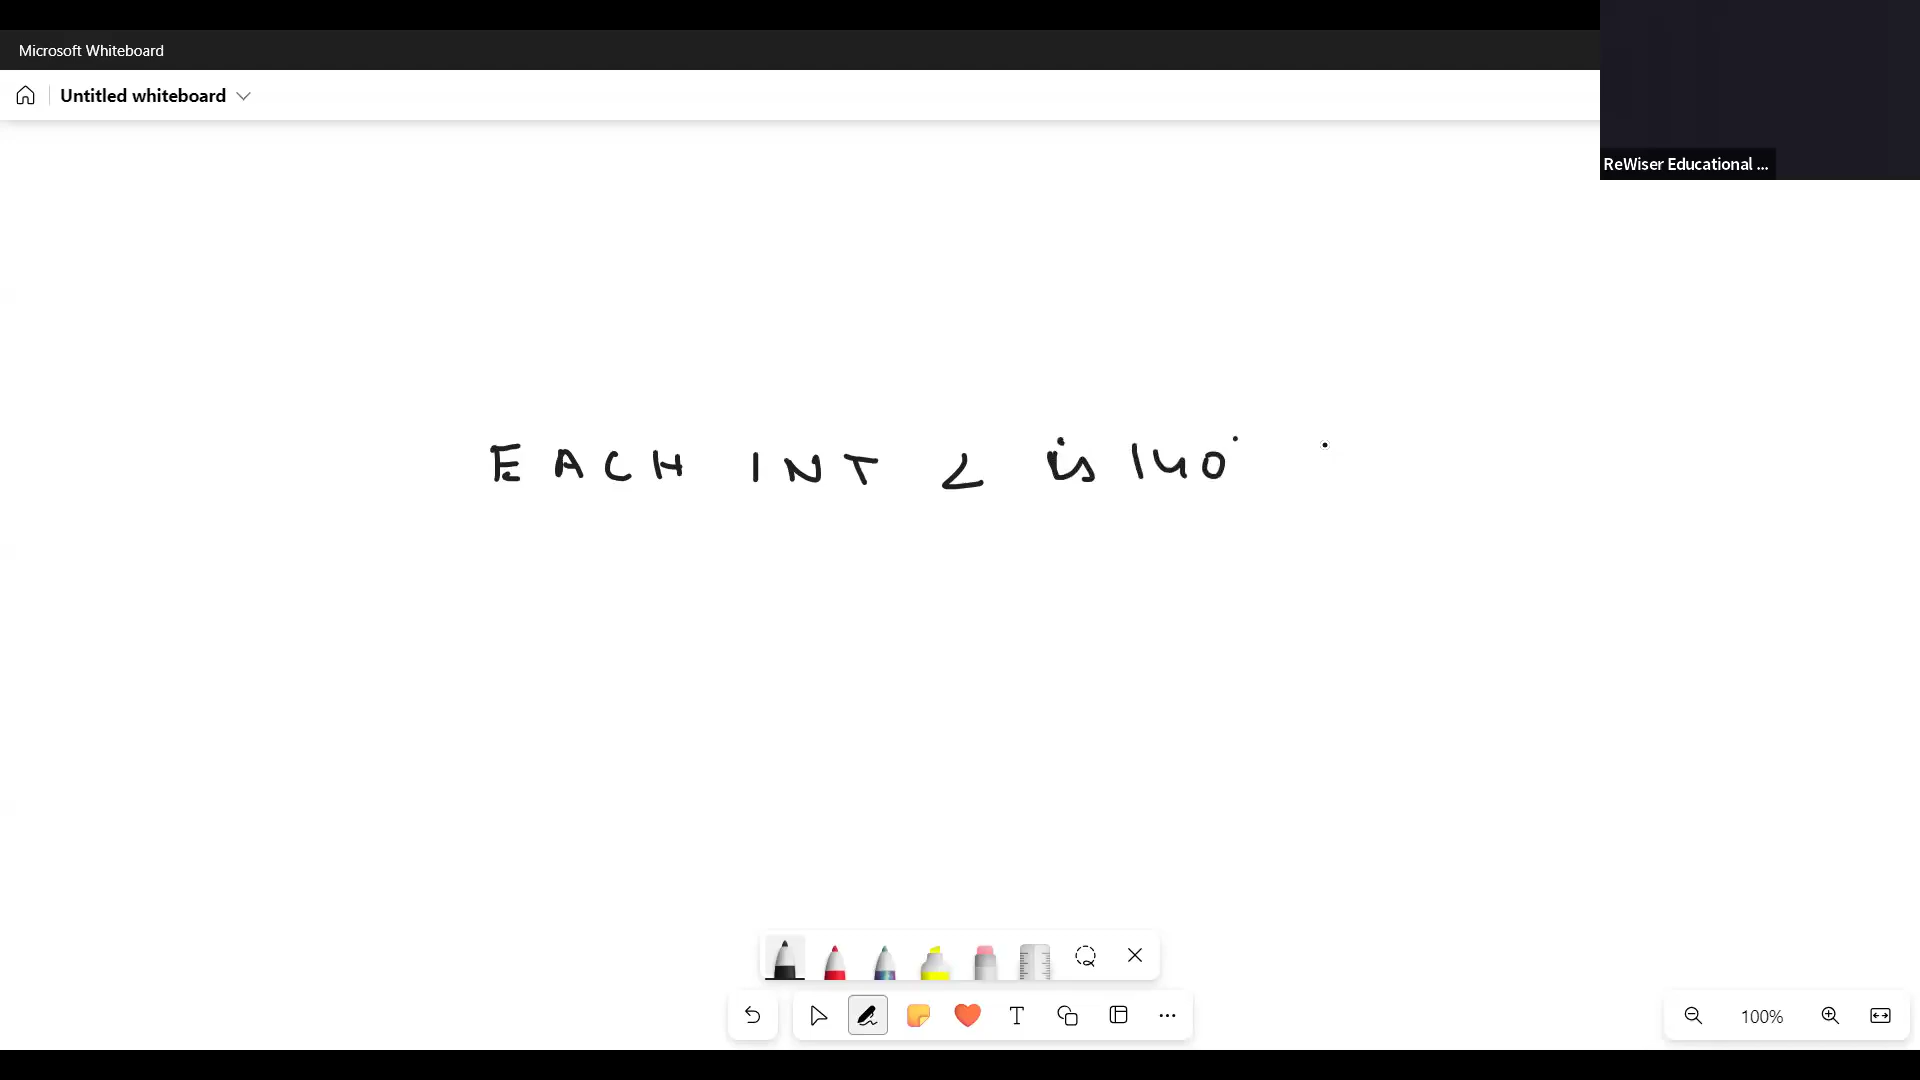 Microsoft Whiteboard
Untitled whiteboard
ReWiser Educational ...
EACH INT ∠ is 140°
100%